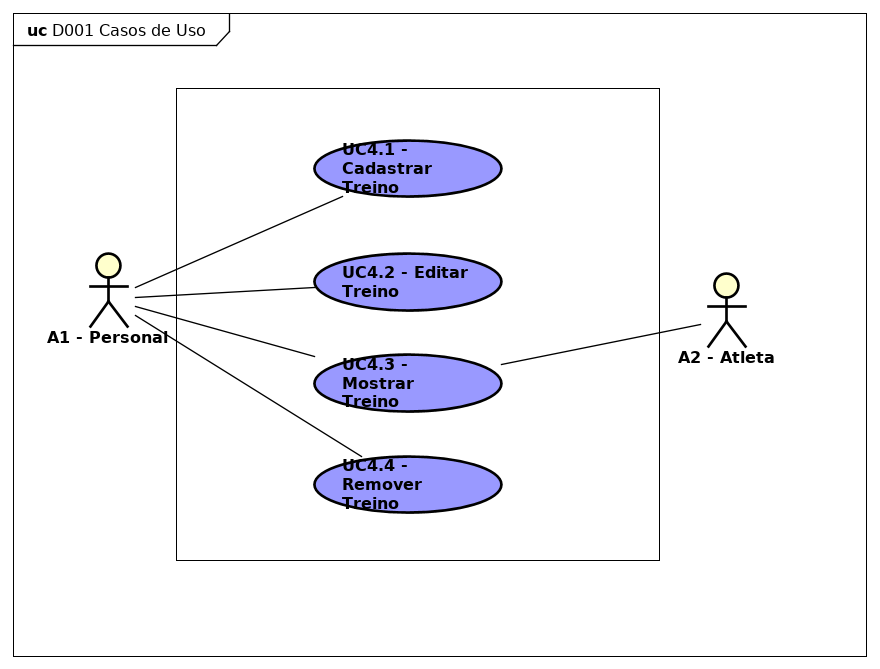 uc D001 Casos de Uso
UC4.1 -
Cadastrar
Treino
UC4.2 - Editar
Treino
A1 - Personal
UC4.3 -
Mostrar
Treino
A2 - Atleta
UC4.4 -
Remover
Treino